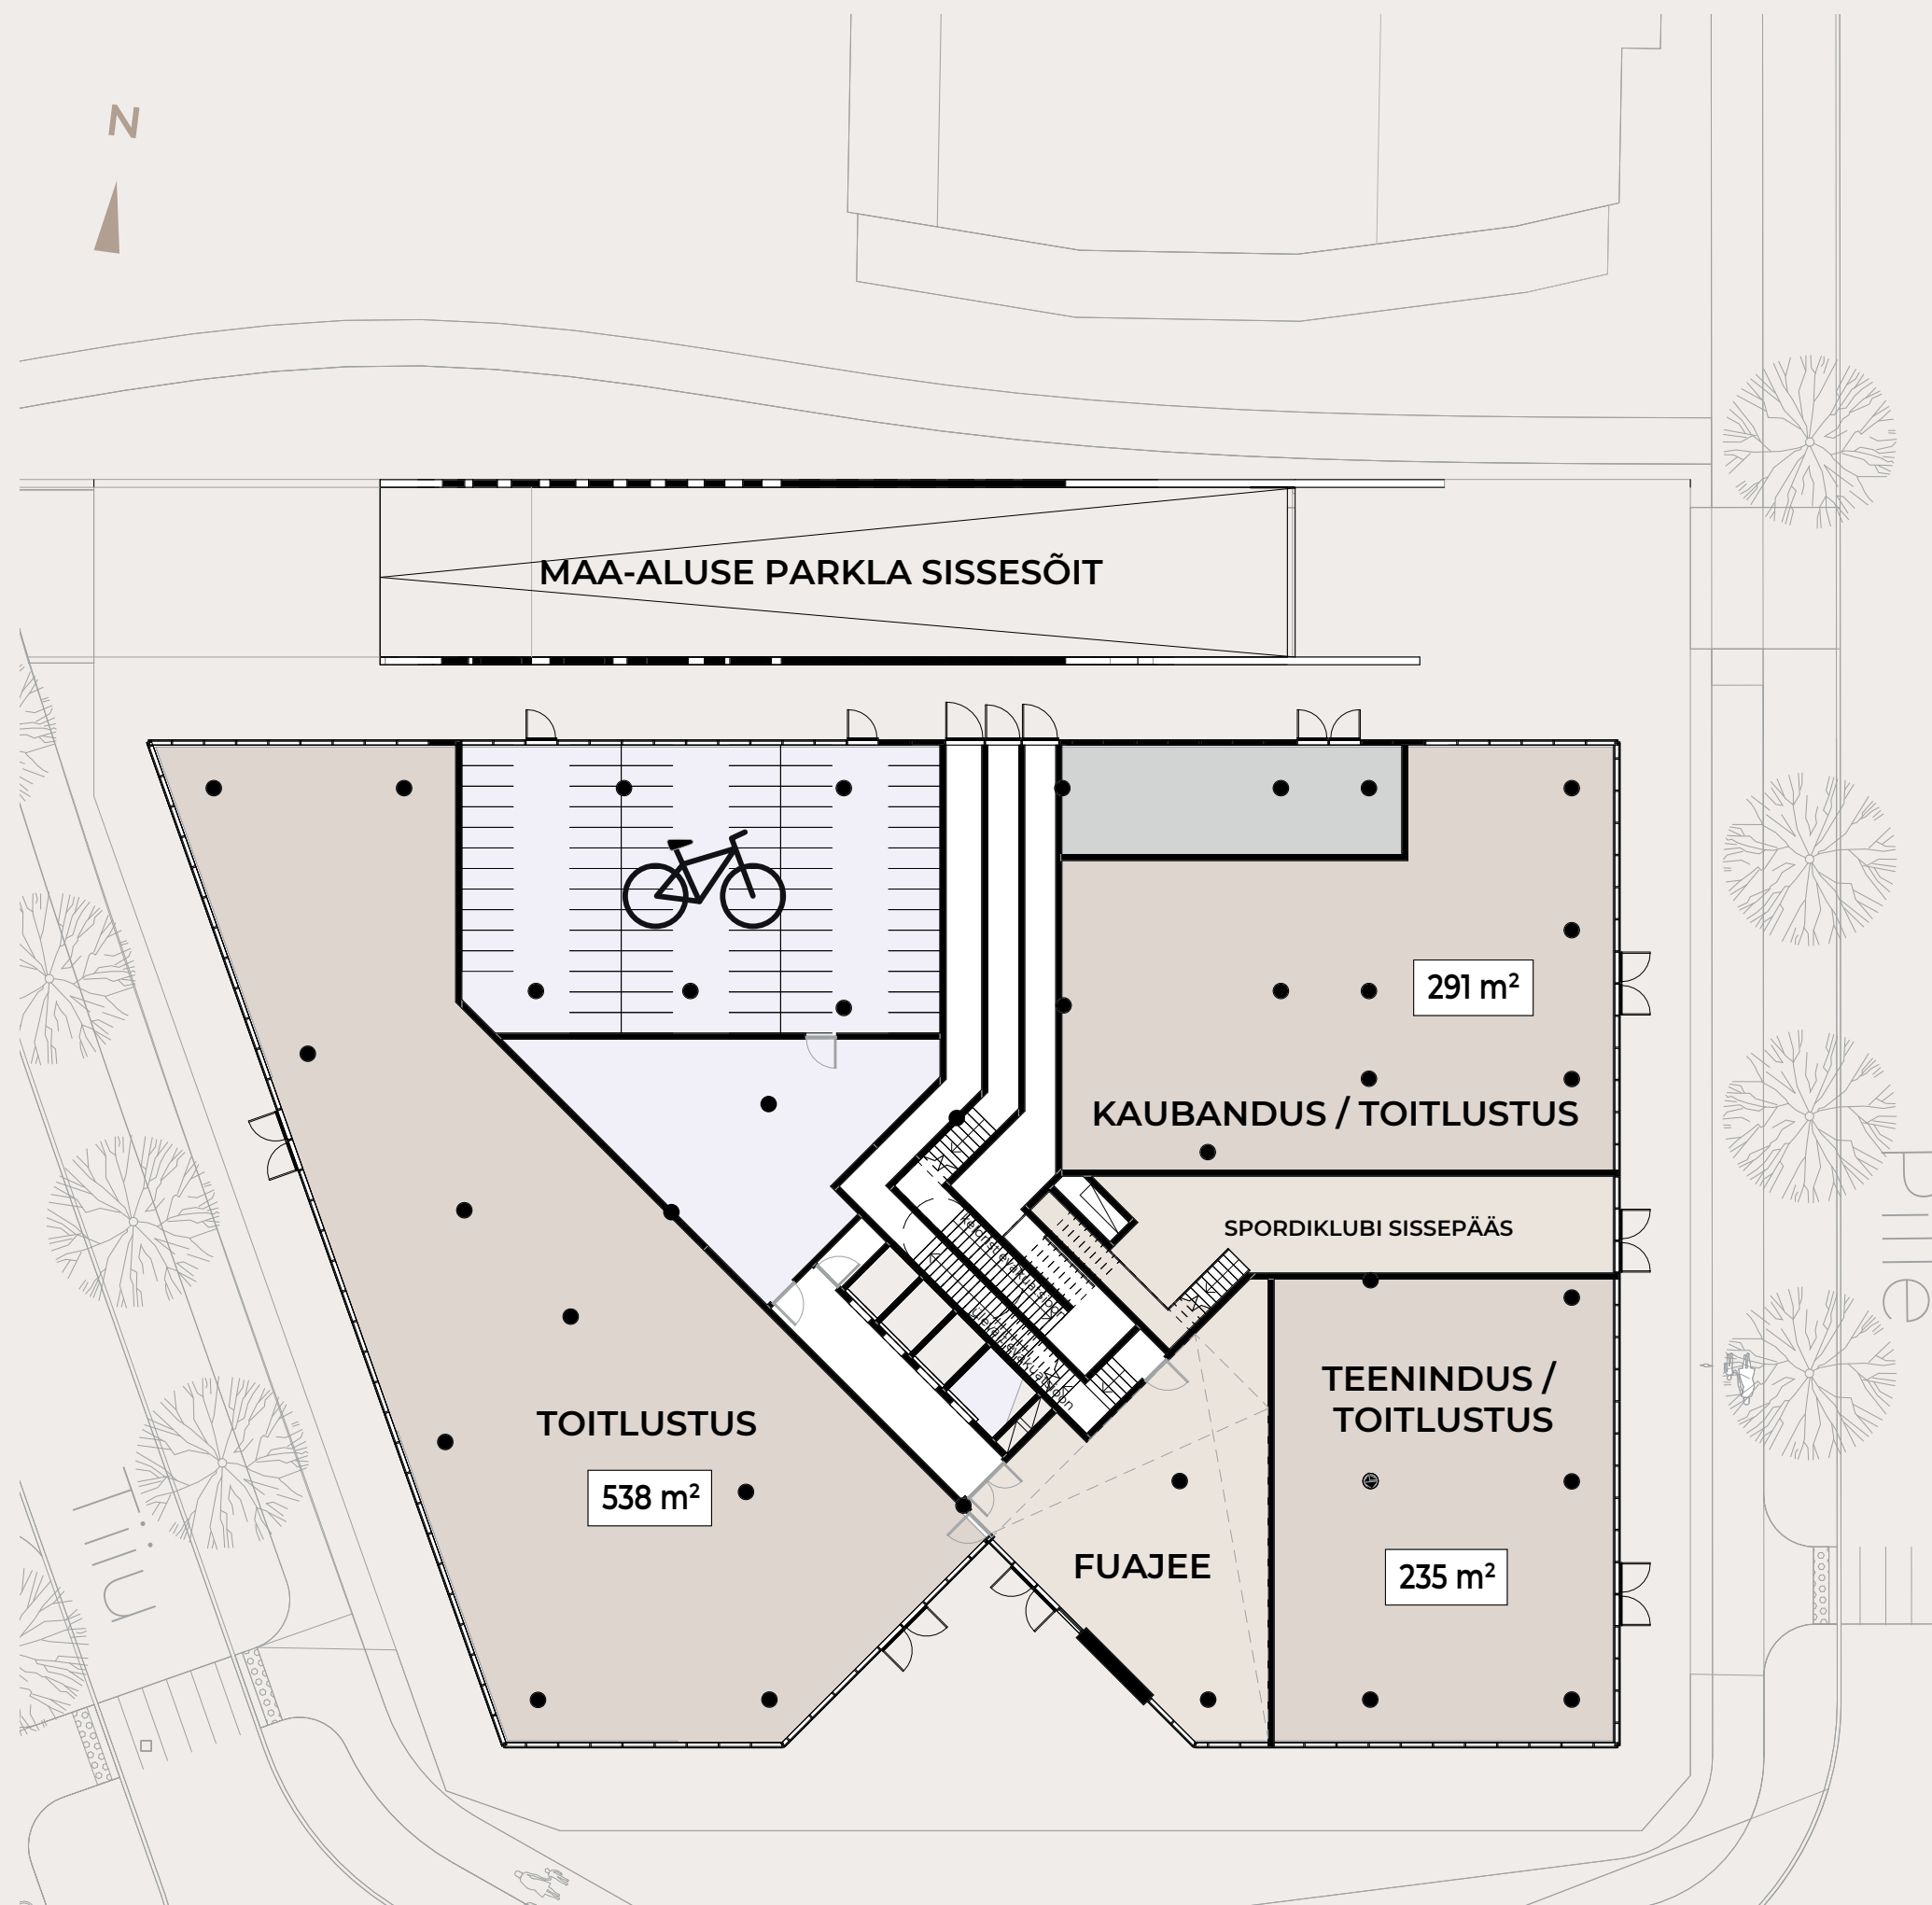 N
MAA-ALUSE PARKLA SISSESÕIT
291 m²
KAUBANDUS / TOITLUSTUS
SPORDIKLUBI SISSEPÄÄS
Pille
TEENINDUS /
TOITLUSTUS
TOITLUSTUS
538 m²
FUAJEE
235 m²
Tiiu